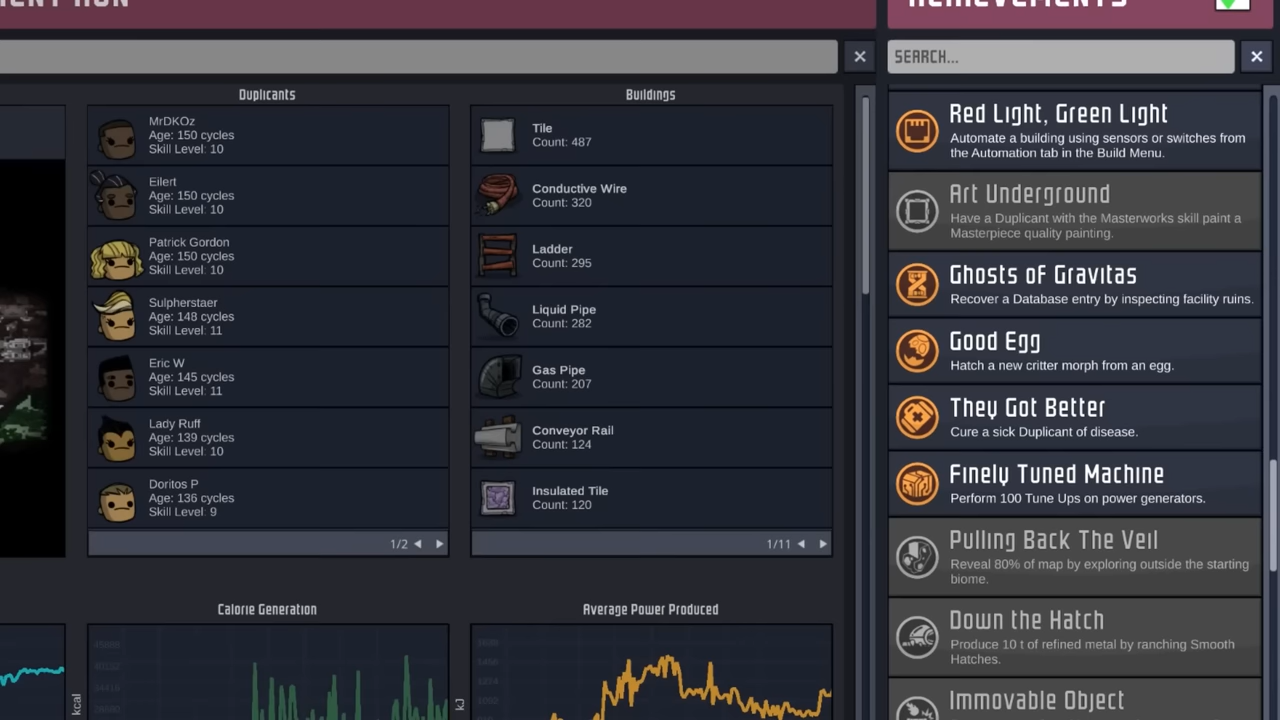 ACHIEVEMENTS
SEARCH...
Duplicants
MrDKOz
Age: 150 cycles
Skill Level: 10
Eilert
Age: 150 cycles
Skill Level: 10
Patrick Gordon
Age: 150 cycles
Skill Level: 10
Sulpherstaer
Age: 148 cycles
Skill Level: 11
Eric W
Age: 145 cycles
Skill Level: 11
Lady Ruff
Age: 139 cycles
Skill Level: 10
Doritos P
Age: 136 cycles
Skill Level: 9
1/2
Buildings
Tile
Count: 487
Conductive Wire
Count: 320
Ladder
Count: 295
Liquid Pipe
Count: 282
Gas Pipe
Count: 207
Conveyor Rail
Count: 124
Insulated Tile
Count: 120
1/11
Calorie Generation
kcal
Average Power Produced
kJ
Red Light, Green Light
Automate a building using sensors or switches from
the Automation tab in the Build Menu.
Art Underground
Have a Duplicant with the Masterworks skill paint a
Masterpiece quality painting.
Ghosts of Gravitas
Recover a Database entry by inspecting facility ruins.
Good Egg
Hatch a new critter morph from an egg.
They Got Better
Cure a sick Duplicant of disease.
Finely Tuned Machine
Perform 100 Tune Ups on power generators.
Pulling Back The Veil
Reveal 80% of map by exploring outside the starting
biome.
Down the Hatch
Produce 10 t of refined metal by ranching Smooth
Hatches.
Immovable Object